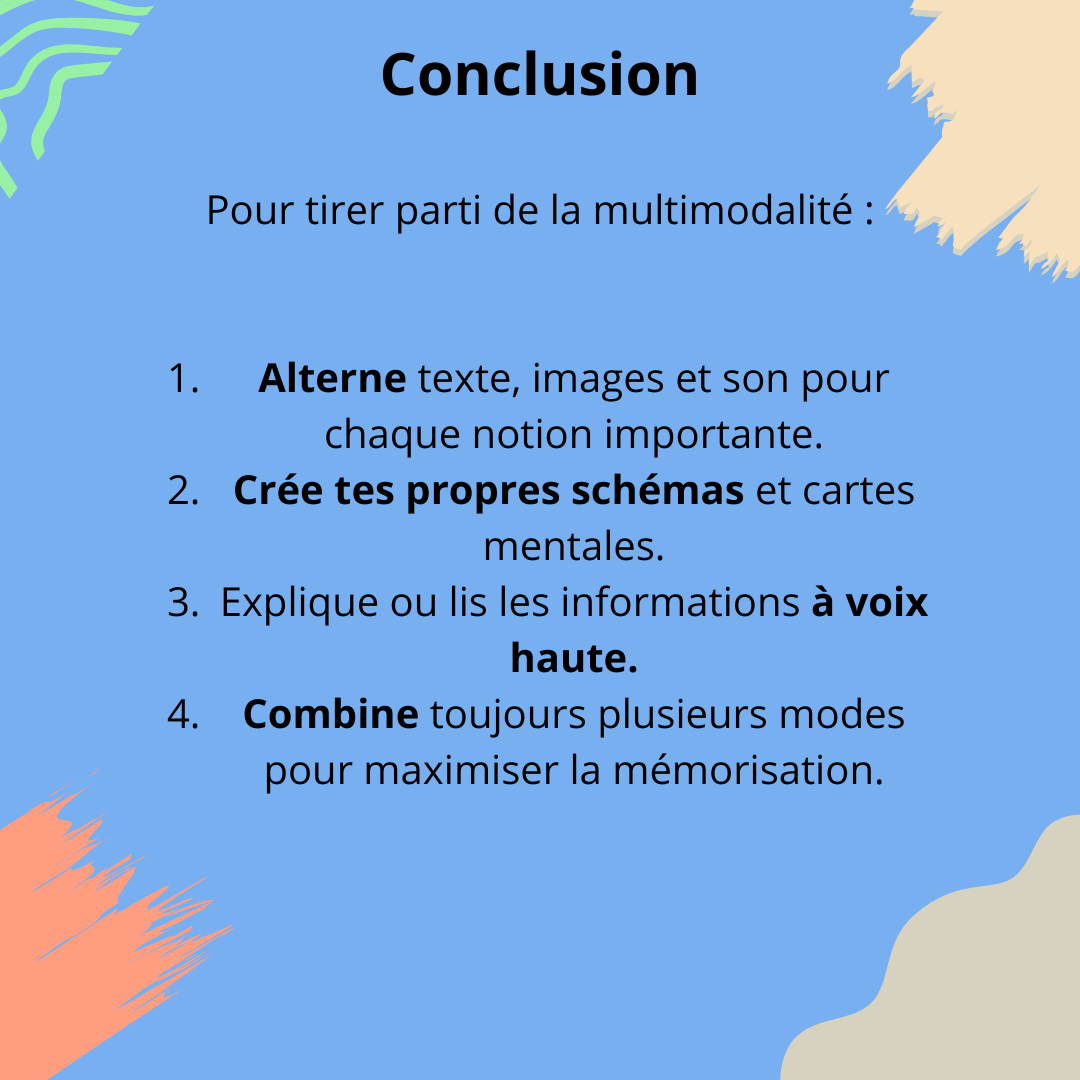 Conclusion
Pour tirer parti de la multimodalité :
1. Alterne texte, images et son pour
chaque notion importante.
2. Crée tes propres schémas et cartes
mentales.
3. Explique ou lis les informations à voix
haute.
4. Combine toujours plusieurs modes
pour maximiser la mémorisation.